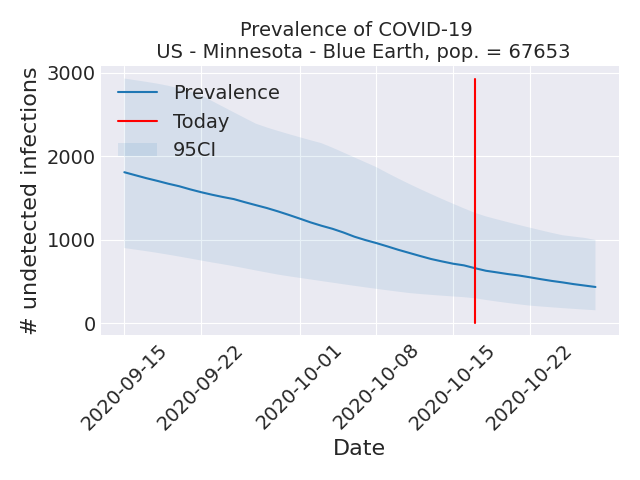 Prevalence of COVID-19
US - Minnesota - Blue Earth, pop. = 67653
# undetected infections
3000
2000
1000
0
Prevalence
Today
95CI
2020-09-15
2020-09-22
2020-10-01
2020-10-08
2020-10-15
2020-10-22
Date